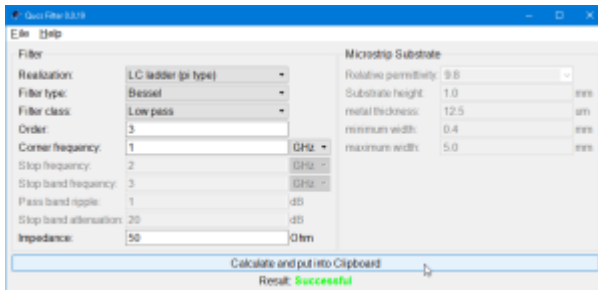 Qucs Filter 0.0.19
File Help
Filter
Realization: LC ladder (pi type)
Filter type: Bessel
Filter class: Low pass
Order: 3
Corner frequency: 1 GHz
Stop frequency: 2 GHz
Stop band frequency: 3 GHz
Pass band ripple: 1 dB
Stop band attenuation: 20 dB
Impedance: 50 Ohm
Microstrip Substrate
Relative permittivity: 9.8
Substrate height: 1.0 mm
metal thickness: 12.5 um
minimum width: 0.4 mm
maximum width: 5.0 mm
Calculate and put into Clipboard
Result: Successful